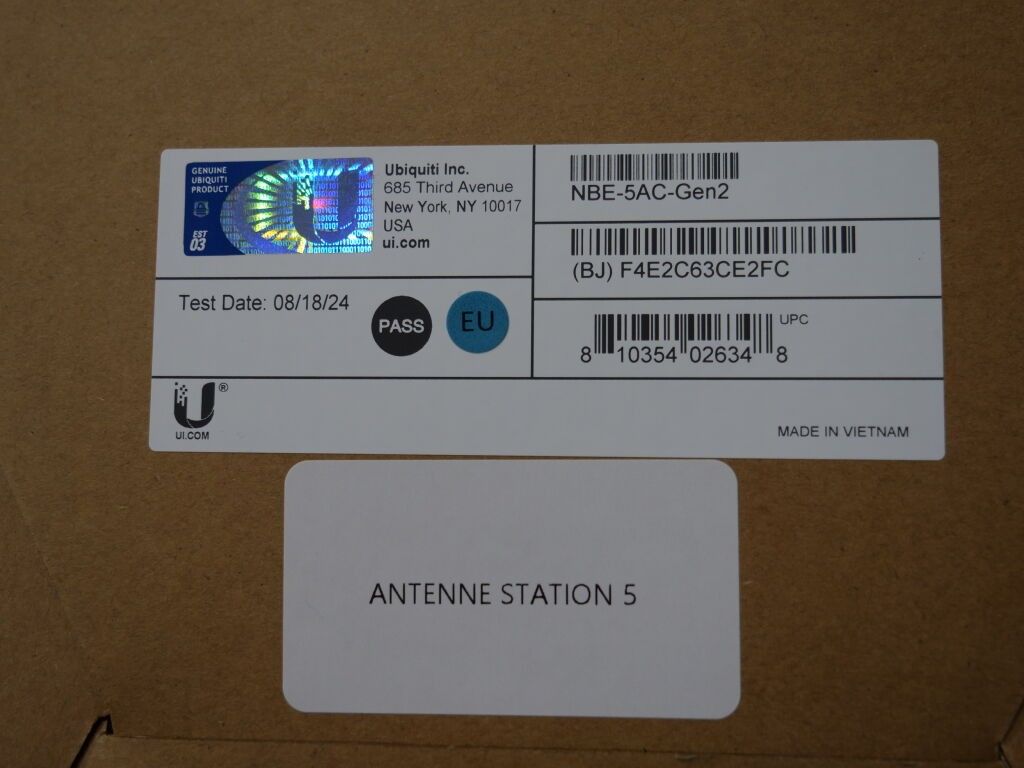 GENUINE
UBIQUITI
PRODUCT
EST
03
Ubiquiti Inc.
685 Third Avenue
New York, NY 10017
USA
ui.com
NBE-5AC-Gen2
(BJ) F4E2C63CE2FC
Test Date: 08/18/24
PASS
EU
UPC
8 10354 02634 8
U®
UI.COM
MADE IN VIETNAM
ANTENNE STATION 5